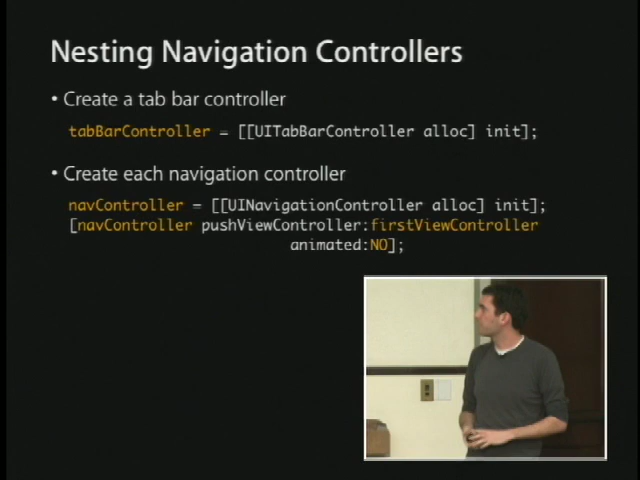 Nesting Navigation Controllers
• Create a tab bar controller
tabBarController = [[UITabBarController alloc] init];
• Create each navigation controller
navController = [[UINavigationController alloc] init];
[navController pushViewController:firstViewController
animated:NO];